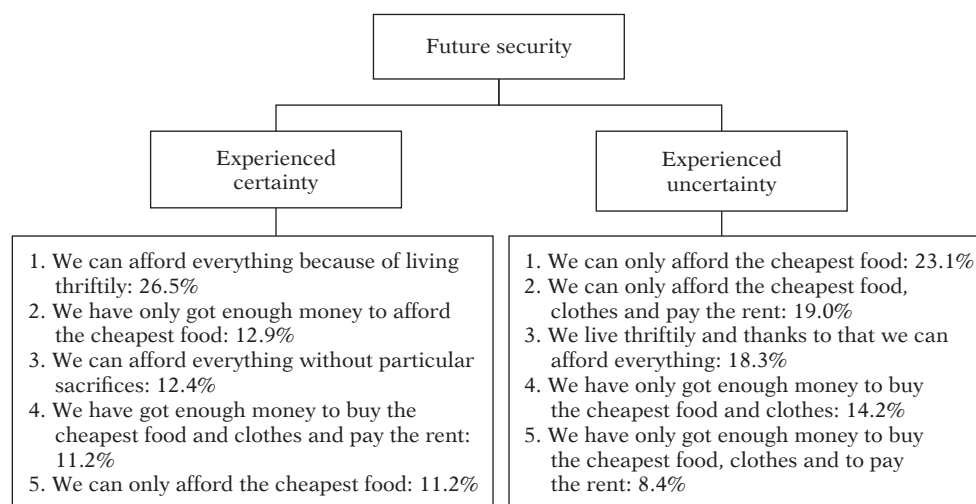 Future security
Experienced
certainty
Experienced
uncertainty
1. We can afford everything because of living
thriftily: 26.5%
2. We have only got enough money to afford
the cheapest food: 12.9%
3. We can afford everything without particular
sacrifices: 12.4%
4. We have got enough money to buy the
cheapest food and clothes and pay the rent:
11.2%
5. We can only afford the cheapest food: 11.2%
1. We can only afford the cheapest food: 23.1%
2. We can only afford the cheapest food,
clothes and pay the rent: 19.0%
3. We live thriftily and thanks to that we can
afford everything: 18.3%
4. We have only got enough money to buy
the cheapest food and clothes: 14.2%
5. We have only got enough money to buy
the cheapest food, clothes and to pay
the rent: 8.4%